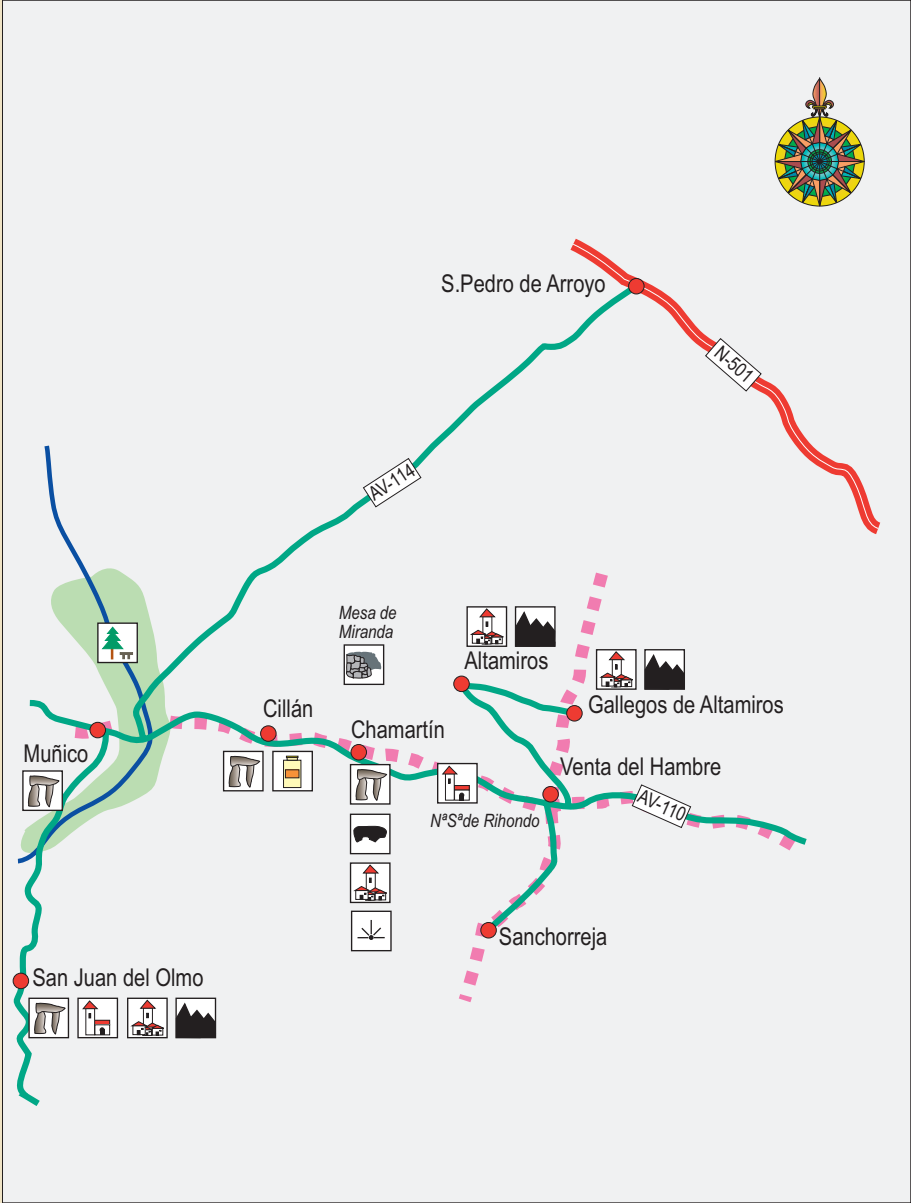 S.Pedro de Arroyo
N-501
AV-114
Mesa de
Miranda
Altamiros
Gallegos de Altamiros
Cillán
Chamartín
Muñico
Venta del Hambre
AV-110
NªSªde Rihondo
Sanchorreja
San Juan del Olmo